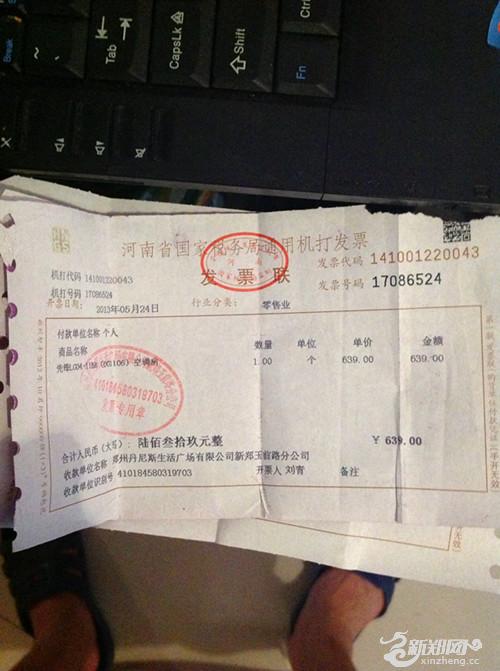 Break
~
Tab
CapsLk
Shift
Fn
X
河南省国家税务局通用机打发票
发票联
机打代码 141001220043
机打号码 17086524
发票代码 141001220043
发票号码 17086524
开票日期: 2013年05月24日 行业分类: 零售业
付款单位名称 个人
商品名称 数量 单位 单价 金额
空调扇 1.00 个 639.00 639.00
410184580319703
发票专用章
合计人民币(大写): 陆佰叁拾玖元整 ¥ 639.00
收款单位名称 郑州丹尼斯生活广场有限公司新郑玉前路分公司
收款单位识别号 410184580319703 开票人 刘青 备注
新郑网
xinzheng.cc